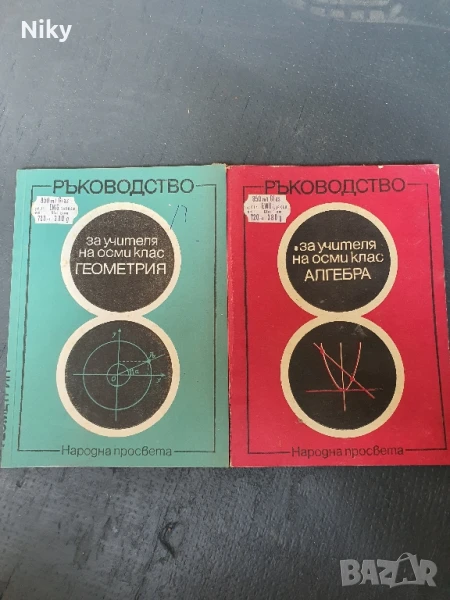 Niky
РЪКОВОДСТВО
за учителя
на осми клас
ГЕОМЕТРИЯ
Народна просвета
РЪКОВОДСТВО
за учителя
на осми клас
АЛГЕБРА
Народна просвета
BAZAR